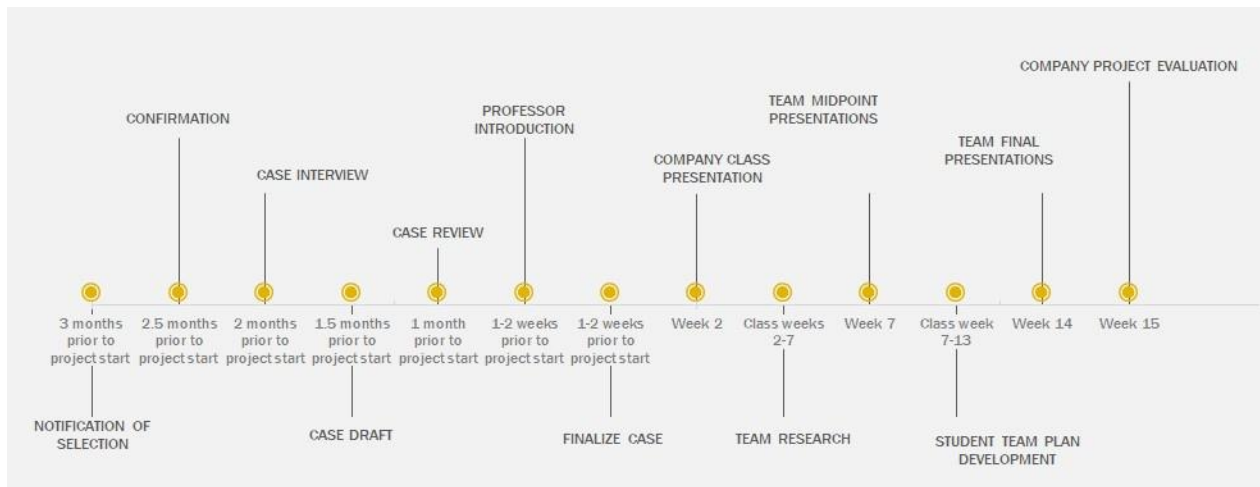 COMPANY PROJECT EVALUATION
TEAM MIDPOINT
PRESENTATIONS
CONFIRMATION
PROFESSOR
INTRODUCTION
TEAM FINAL
PRESENTATIONS
COMPANY CLASS
PRESENTATION
CASE INTERVIEW
CASE REVIEW
3 months
prior to
project start
2.5 months
prior to
project start
2 months
prior to
project start
1.5 months
prior to
project start
1 month
prior to
project start
1-2 weeks
prior to
project start
1-2 weeks
prior to
project start
Week 2
Class weeks
2-7
Week 7
Class week
7-13
Week 14
Week 15
NOTIFICATION OF
SELECTION
CASE DRAFT
FINALIZE CASE
TEAM RESEARCH
STUDENT TEAM PLAN
DEVELOPMENT